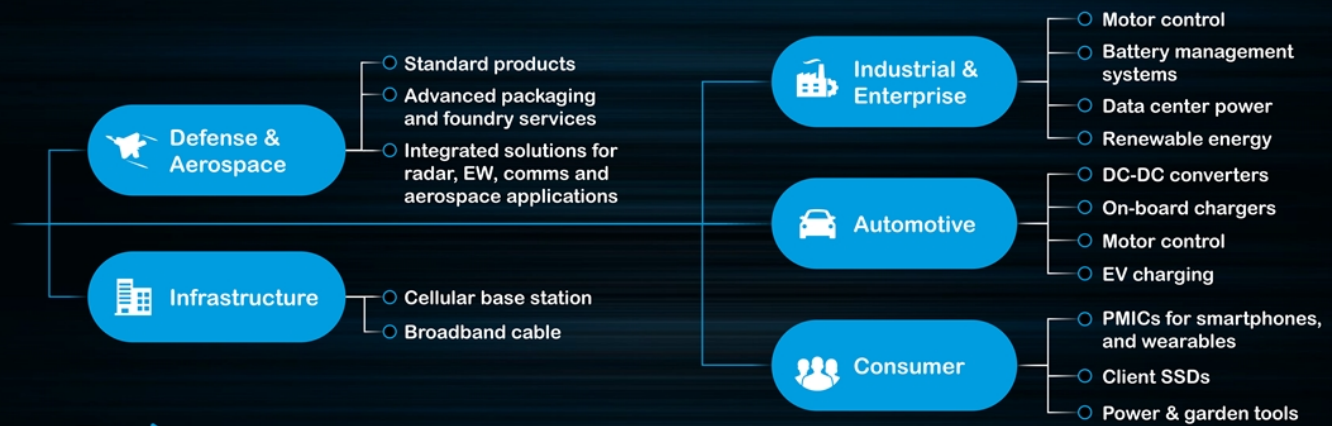 Defense &
Aerospace
Standard products
Advanced packaging
and foundry services
Integrated solutions for
radar, EW, comms and
aerospace applications
Infrastructure
Cellular base station
Broadband cable
Industrial &
Enterprise
Motor control
Battery management
systems
Data center power
Renewable energy
Automotive
DC-DC converters
On-board chargers
Motor control
EV charging
Consumer
PMICs for smartphones,
and wearables
Client SSDs
Power & garden tools